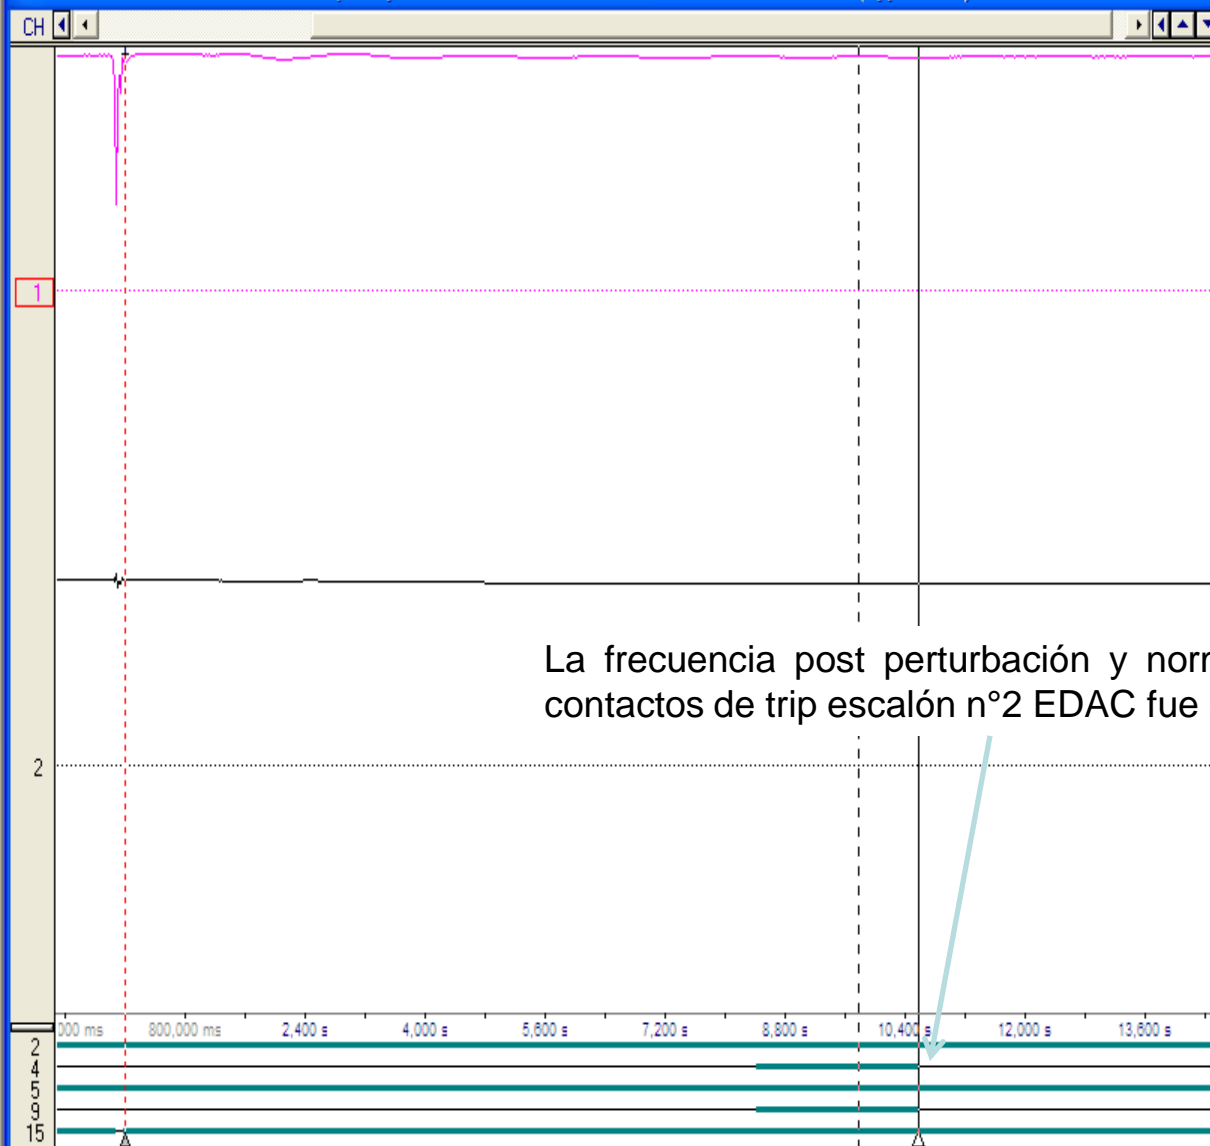 CH
1
La frecuencia post perturbación y
contactos de trip escalón n°2 EDAC fue
2
000 ms 800,000 ms 2,400 s 4,000 s 5,600 s 7,200 s 8,800 s 10,400 s 12,000 s 13,600 s
2
4
5
9
15